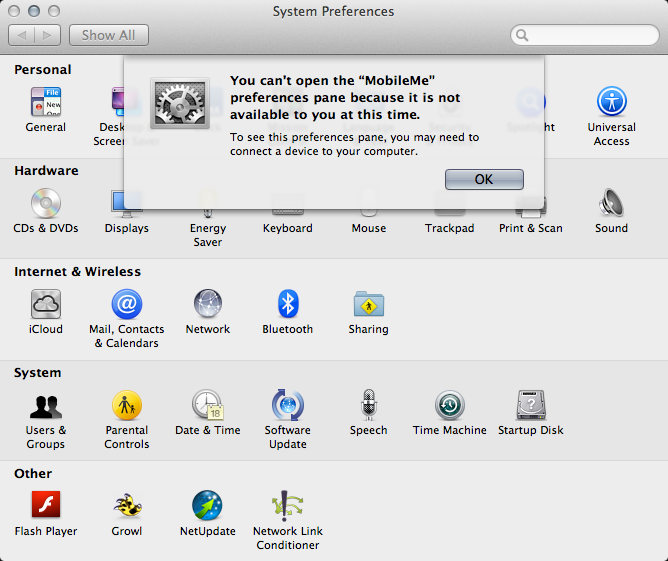 System Preferences
Show All
Personal
You can't open the “MobileMe”
preferences pane because it is not
available to you at this time.
To see this preferences pane, you may need to
connect a device to your computer.
OK
File
New
One
General
Desktop &
Screen Saver
Spotlight
Universal
Access
Hardware
CDs & DVDs
Displays
Energy
Saver
Keyboard
Mouse
Trackpad
Print & Scan
Sound
Internet & Wireless
iCloud
Mail, Contacts
& Calendars
Network
Bluetooth
Sharing
System
18
Users &
Groups
Parental
Controls
Date & Time
Software
Update
Speech
Time Machine
Startup Disk
Other
Flash Player
Growl
NetUpdate
Network Link
Conditioner